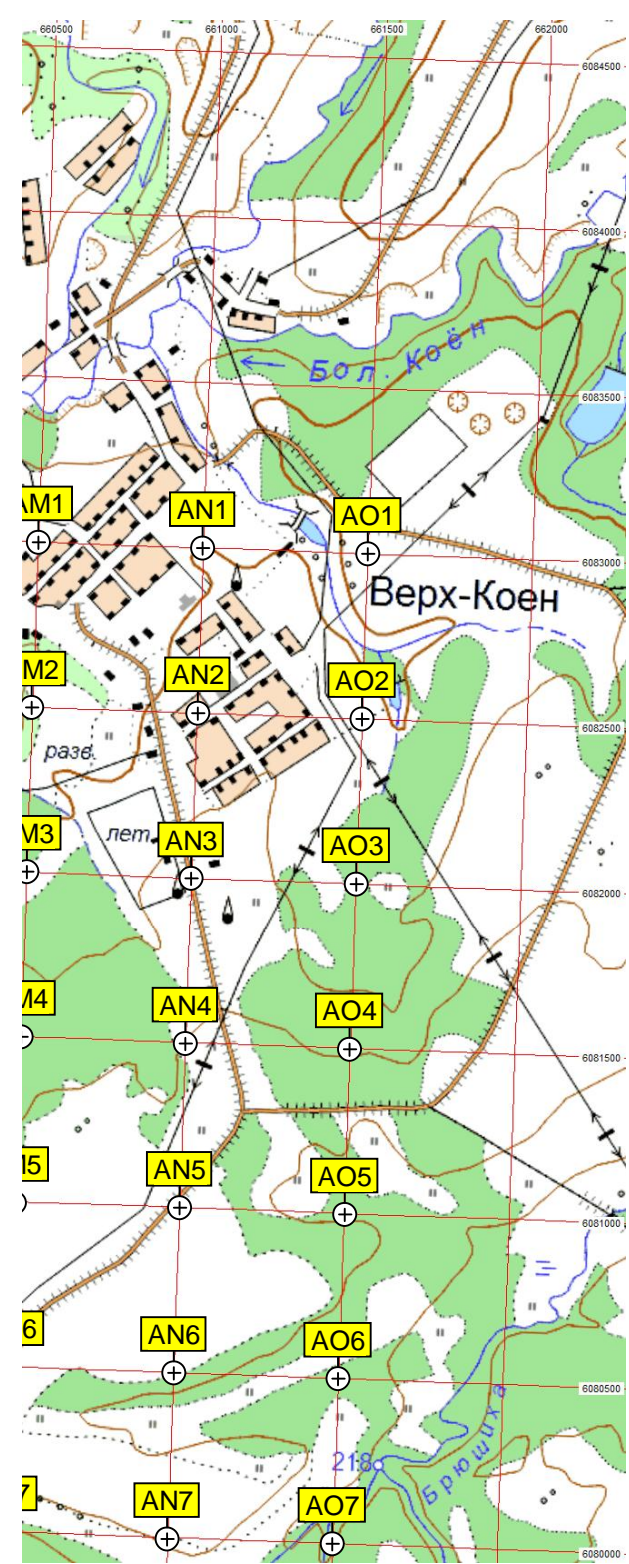 660500 661000 661500 662000
6084500
6084000
Бол. Коён
6083500
AM1 AN1 AO1
6083000
Верх-Коен
M2 AN2 AO2
6082500
разв.
лет.
M3 AN3 AO3
6082000
M4 AN4 AO4
6081500
M5 AN5 AO5
6081000
6 AN6 AO6
6080500
218
Брюшиха
7 AN7 AO7
6080000